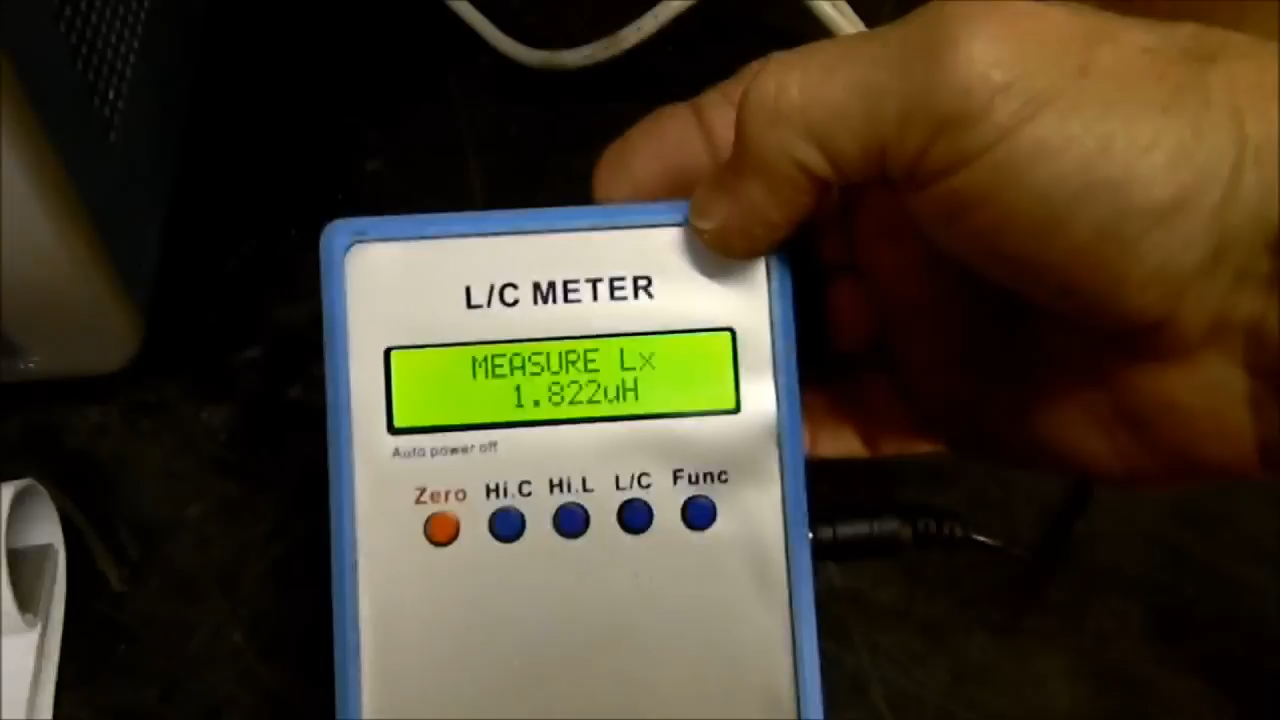 L/C METER
MEASURE Lx
1.822uH
Auto power off
Zero Hi.C Hi.L L/C Func